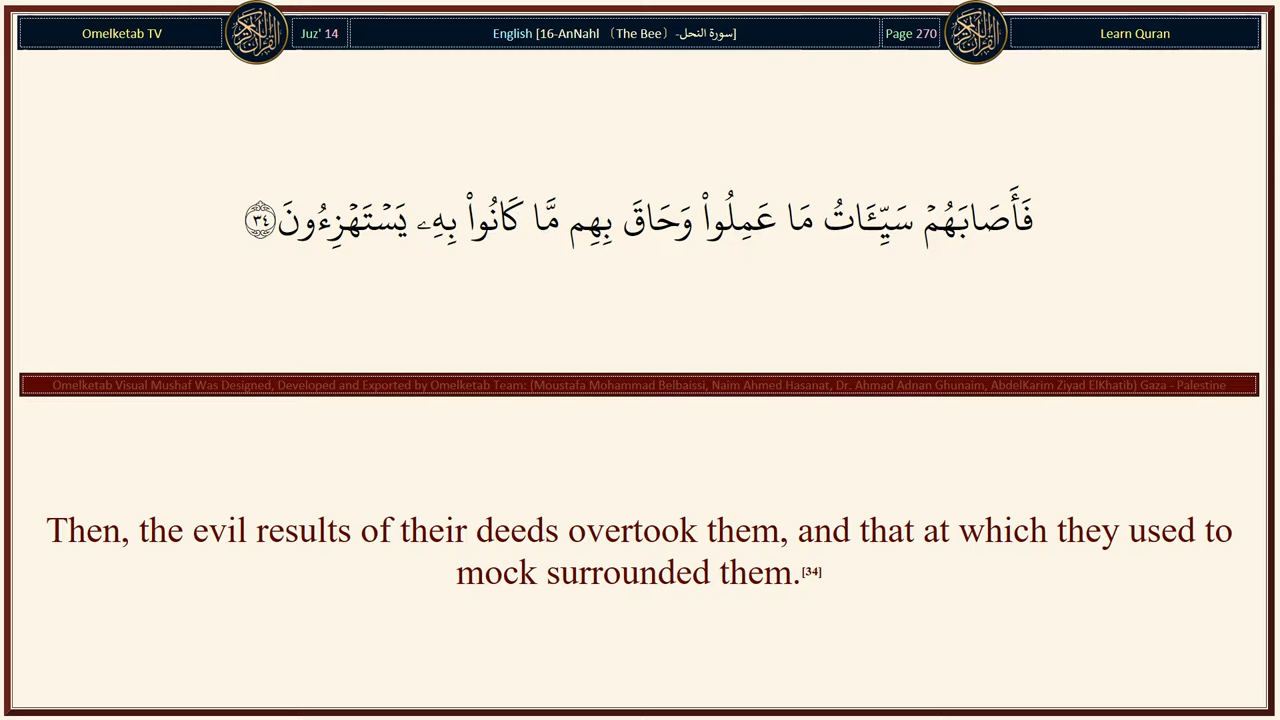 Omelketab TV
Juz' 14
English [16-AnNahl （The Bee）-سورة النحل]
Page 270
Learn Quran
فَأَصَابَهُمۡ سَيِّـَٔاتُ مَا عَمِلُواْ وَحَاقَ بِهِم مَّا كَانُواْ بِهِۦ يَسۡتَهۡزِءُونَ ٣٤
Omelketab Visual Mushaf Was Designed, Developed and Exported by Omelketab Team: (Moustafa Mohammad Belbaissi, Naim Ahmed Hasanat, Dr. Ahmad Adnan Ghunaim, AbdelKarim Ziyad ElKhatib) Gaza - Palestine
Then, the evil results of their deeds overtook them, and that at which they used to
mock surrounded them.[34]